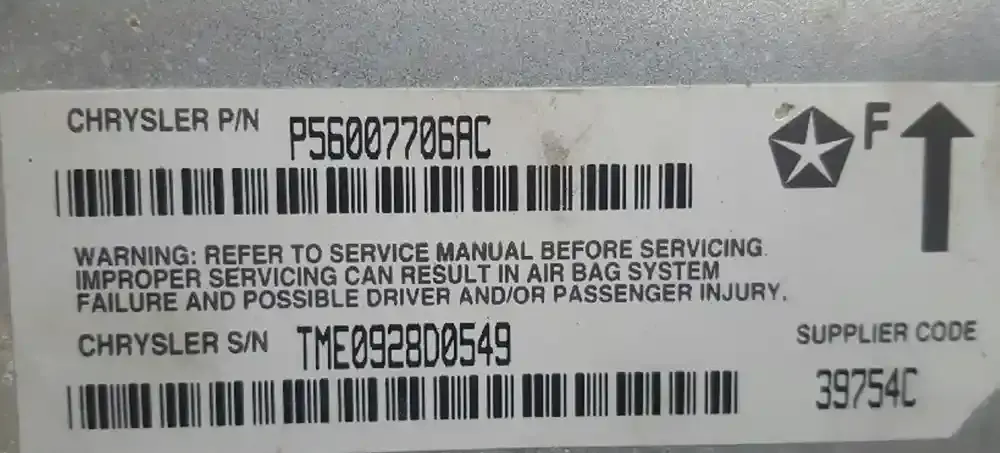 CHRYSLER P/N P56007706AC
F
WARNING: REFER TO SERVICE MANUAL BEFORE SERVICING.
IMPROPER SERVICING CAN RESULT IN AIR BAG SYSTEM
FAILURE AND POSSIBLE DRIVER AND/OR PASSENGER INJURY.
CHRYSLER S/N TME0928D0549
SUPPLIER CODE
39754C